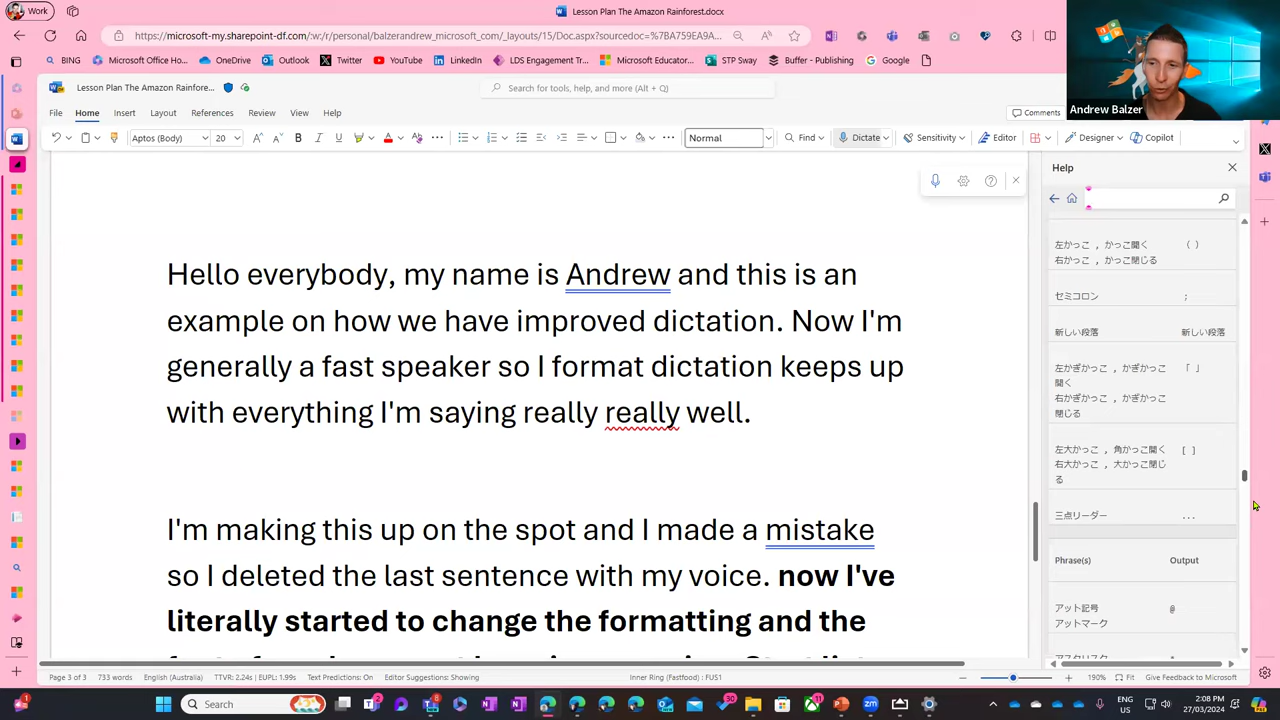 Work
Lesson Plan The Amazon Rainforest.docx
https://microsoft-my.sharepoint-df.com/:w:/r/personal/balzerandrew_microsoft_com/_layouts/15/Doc.aspx?sourcedoc=%7BA759EA9A...
BING
Microsoft Office Ho...
OneDrive
Outlook
Twitter
YouTube
LinkedIn
LDS Engagement Tr...
Microsoft Educator...
STP Sway
Buffer - Publishing
Google
Andrew Balzer
Lesson Plan The Amazon Rainfore...
Search for tools, help, and more (Alt + Q)
File Home Insert Layout References Review View Help
Comments
Aptos (Body) 20
Normal
Find
Dictate
Sensitivity
Editor
Designer
Copilot
Hello everybody, my name is Andrew and this is an
example on how we have improved dictation. Now I'm
generally a fast speaker so I format dictation keeps up
with everything I'm saying really really well.
I'm making this up on the spot and I made a mistake
so I deleted the last sentence with my voice. now I've
literally started to change the formatting and the
Help
左かっこ , かっこ開く ( )
右かっこ , かっこ閉じる
セミコロン ;
新しい段落 新しい段落
左かぎかっこ , かぎかっこ 「 」
開く
右かぎかっこ , かぎかっこ
閉じる
左大かっこ , 角かっこ開く [ ]
右大かっこ , 大かっこ閉じ
る
三点リーダー ...
Phrase(s) Output
アット記号 @
アットマーク
Page 3 of 3
733 words
English (Australia)
TTVR: 2.24s | EUPL: 1.99s
Text Predictions: On
Editor Suggestions: Showing
Inner Ring (Fastfood) : FUS1
190%
Fit
Give Feedback to Microsoft
Search
ENG
US
2:08 PM
27/03/2024